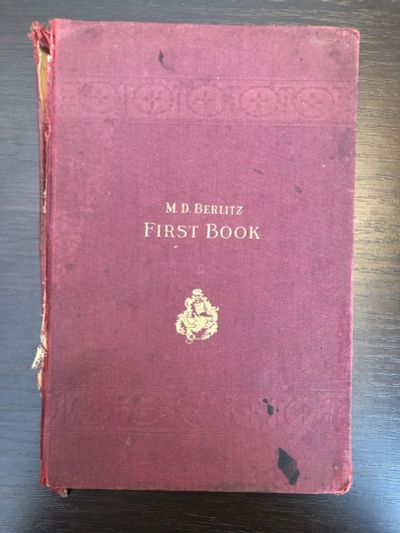 M. D. BERLITZ
FIRST BOOK